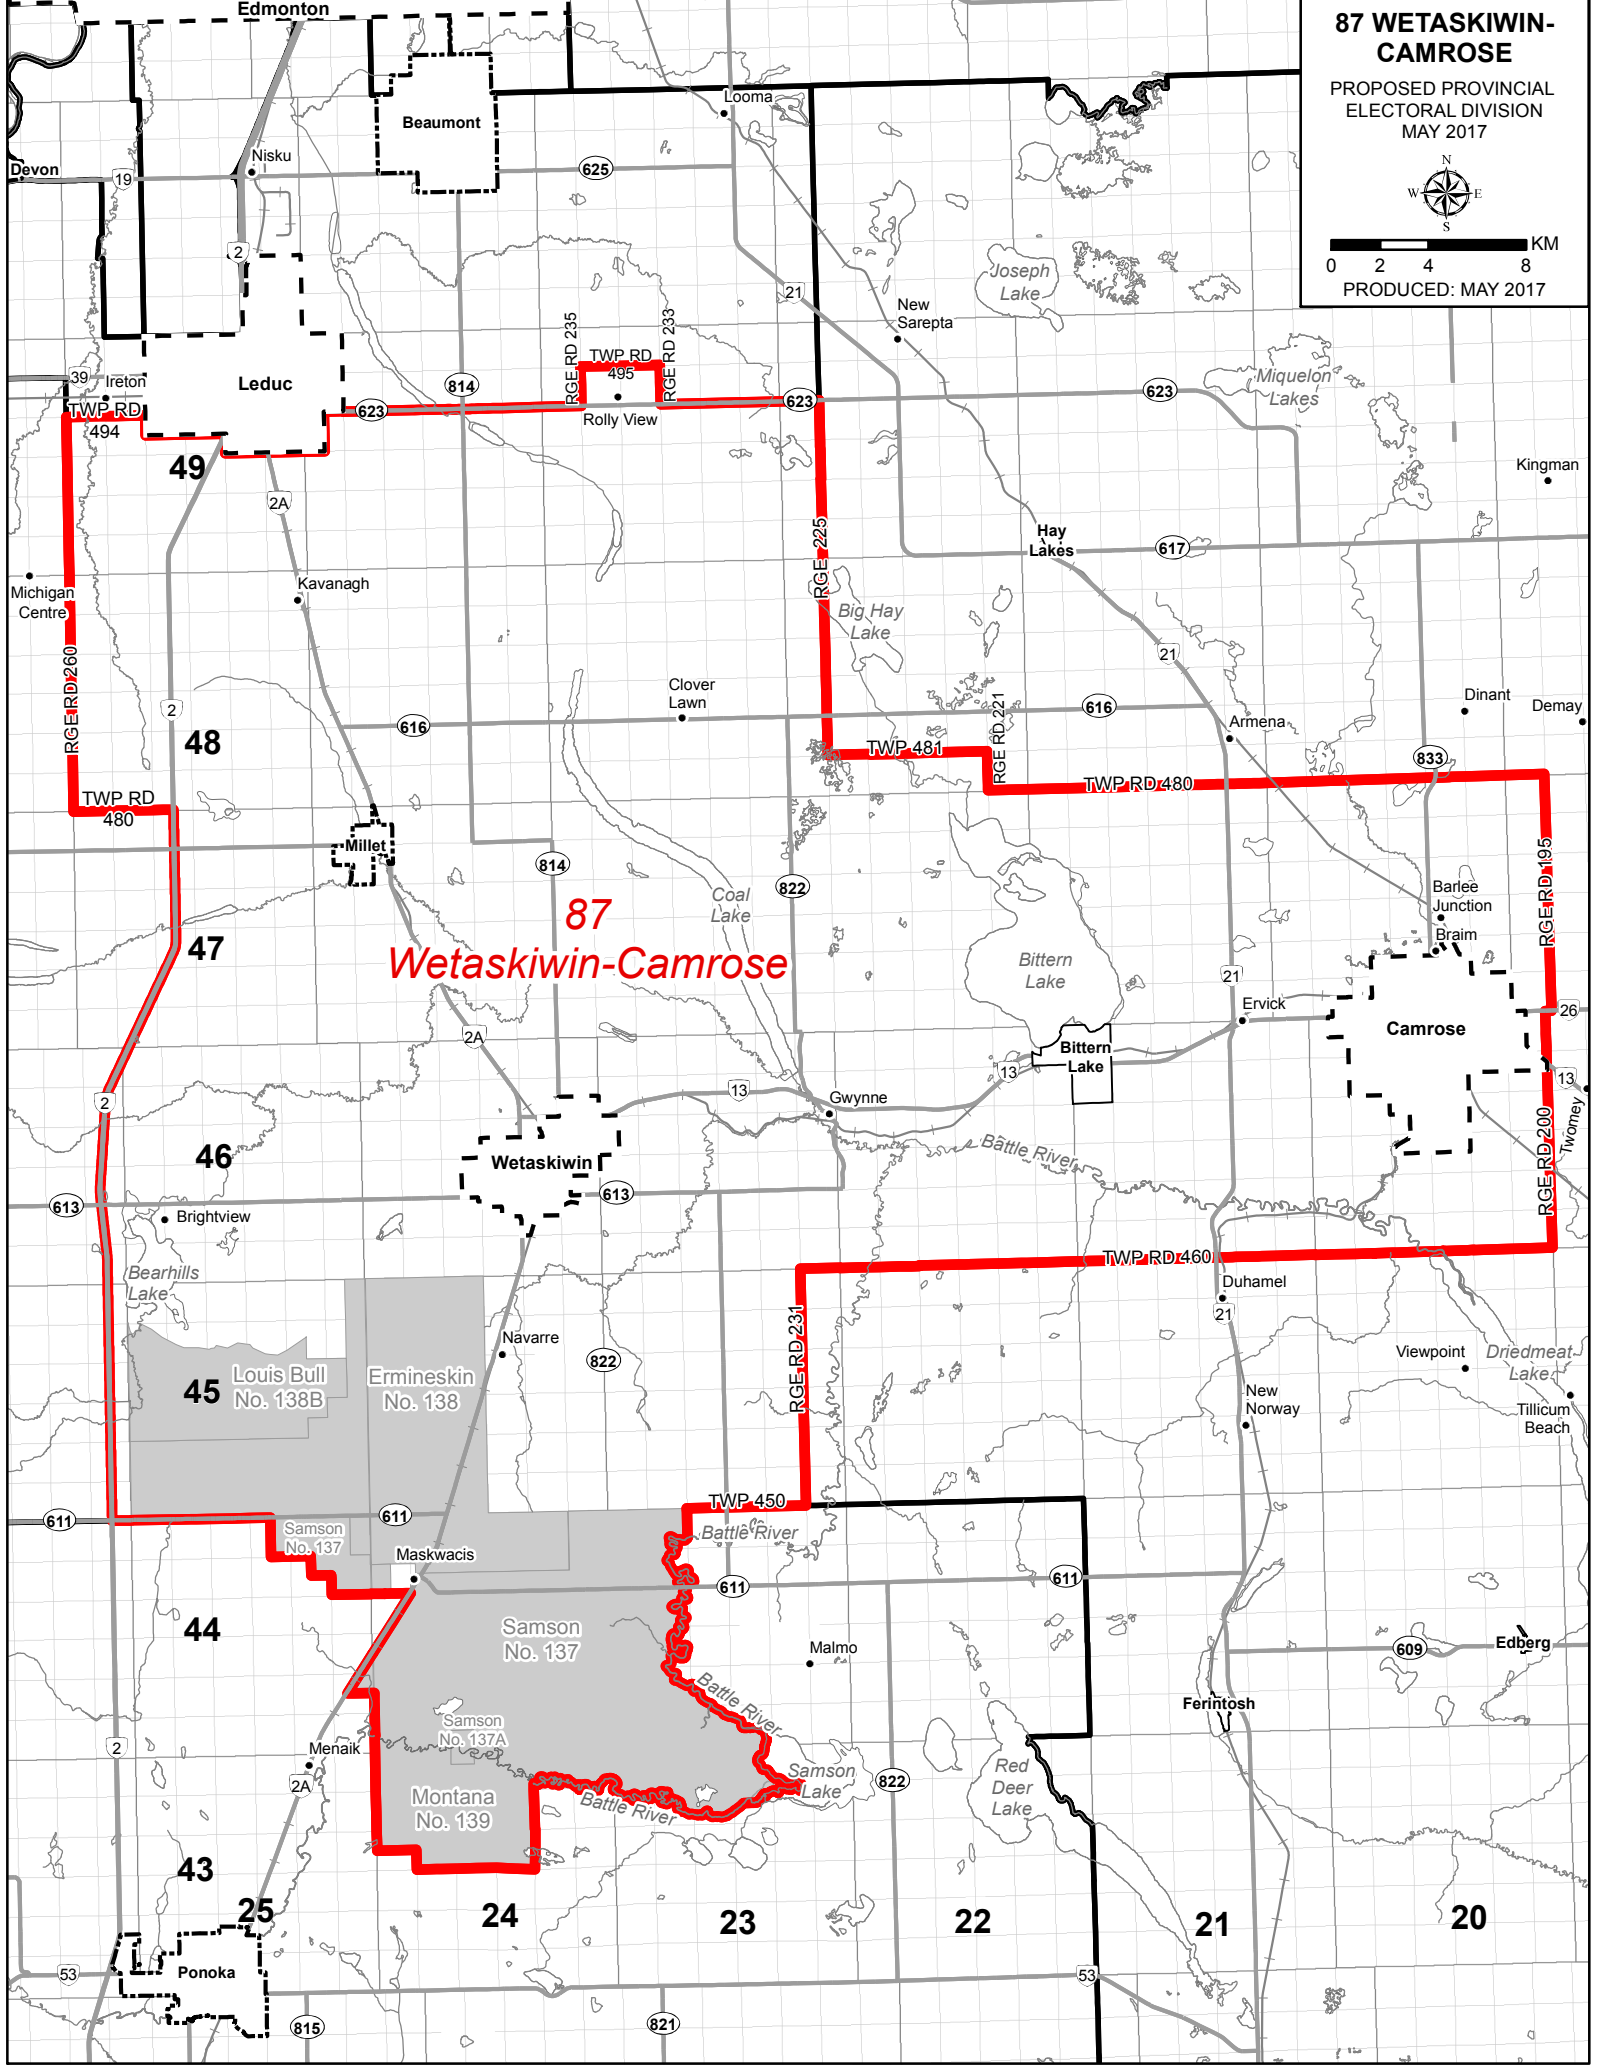 87 WETASKIWIN-
CAMROSE
PROPOSED PROVINCIAL
ELECTORAL DIVISION
MAY 2017
N
W
E
S
KM
0 2 4 8
PRODUCED: MAY 2017
Edmonton
Beaumont
Looma
Devon
19
Nisku
625
2
21
Joseph
Lake
New
Sarepta
RGE RD 235
TWP RD
495
RGE RD 233
39
Ireton
Leduc
814
623
Rolly View
623
623
Miquelon
Lakes
TWP RD
494
49
2A
Kingman
RGE 225
Hay
Lakes
617
Michigan
Centre
Kavanagh
Big Hay
Lake
21
RGE RD 260
2
48
616
Clover
Lawn
RGE RD 221
616
Armena
Dinant
Demay
TWP 481
833
TWP RD
480
TWP RD 480
Millet
814
822
Coal
Lake
RGE RD 195
Barlee
Junction
Braim
87
Wetaskiwin-Camrose
47
Bittern
Lake
21
Ervick
26
Camrose
2A
Bittern
Lake
13
13
13
2
Gwynne
Twomey
RGE RD 200
46
Wetaskiwin
Battle River
613
613
Brightview
Bearhills
Lake
TWP RD 460
Duhamel
21
RGE RD 231
Navarre
822
Viewpoint
Driedmeat
Lake
45
Louis Bull
No. 138B
Ermineskin
No. 138
New
Norway
Tillicum
Beach
TWP 450
611
611
Samson
No. 137
Battle River
Maskwacis
611
611
44
Samson
No. 137
Malmo
609
Edberg
Battle River
Ferintosh
Samson
No. 137A
2
Menaik
2A
Montana
No. 139
Battle River
Samson
Lake
822
Red
Deer
Lake
43
25
24
23
22
21
20
53
Ponoka
53
815
821